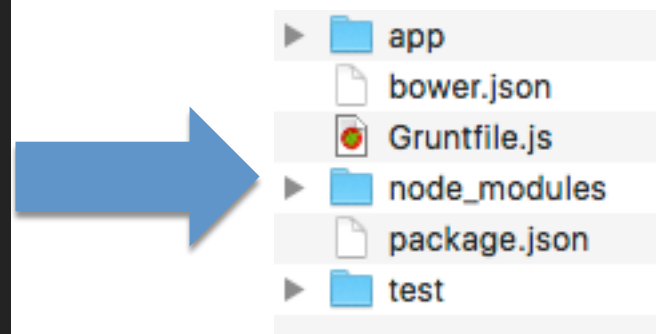 app
bower.json
Gruntfile.js
node_modules
package.json
test